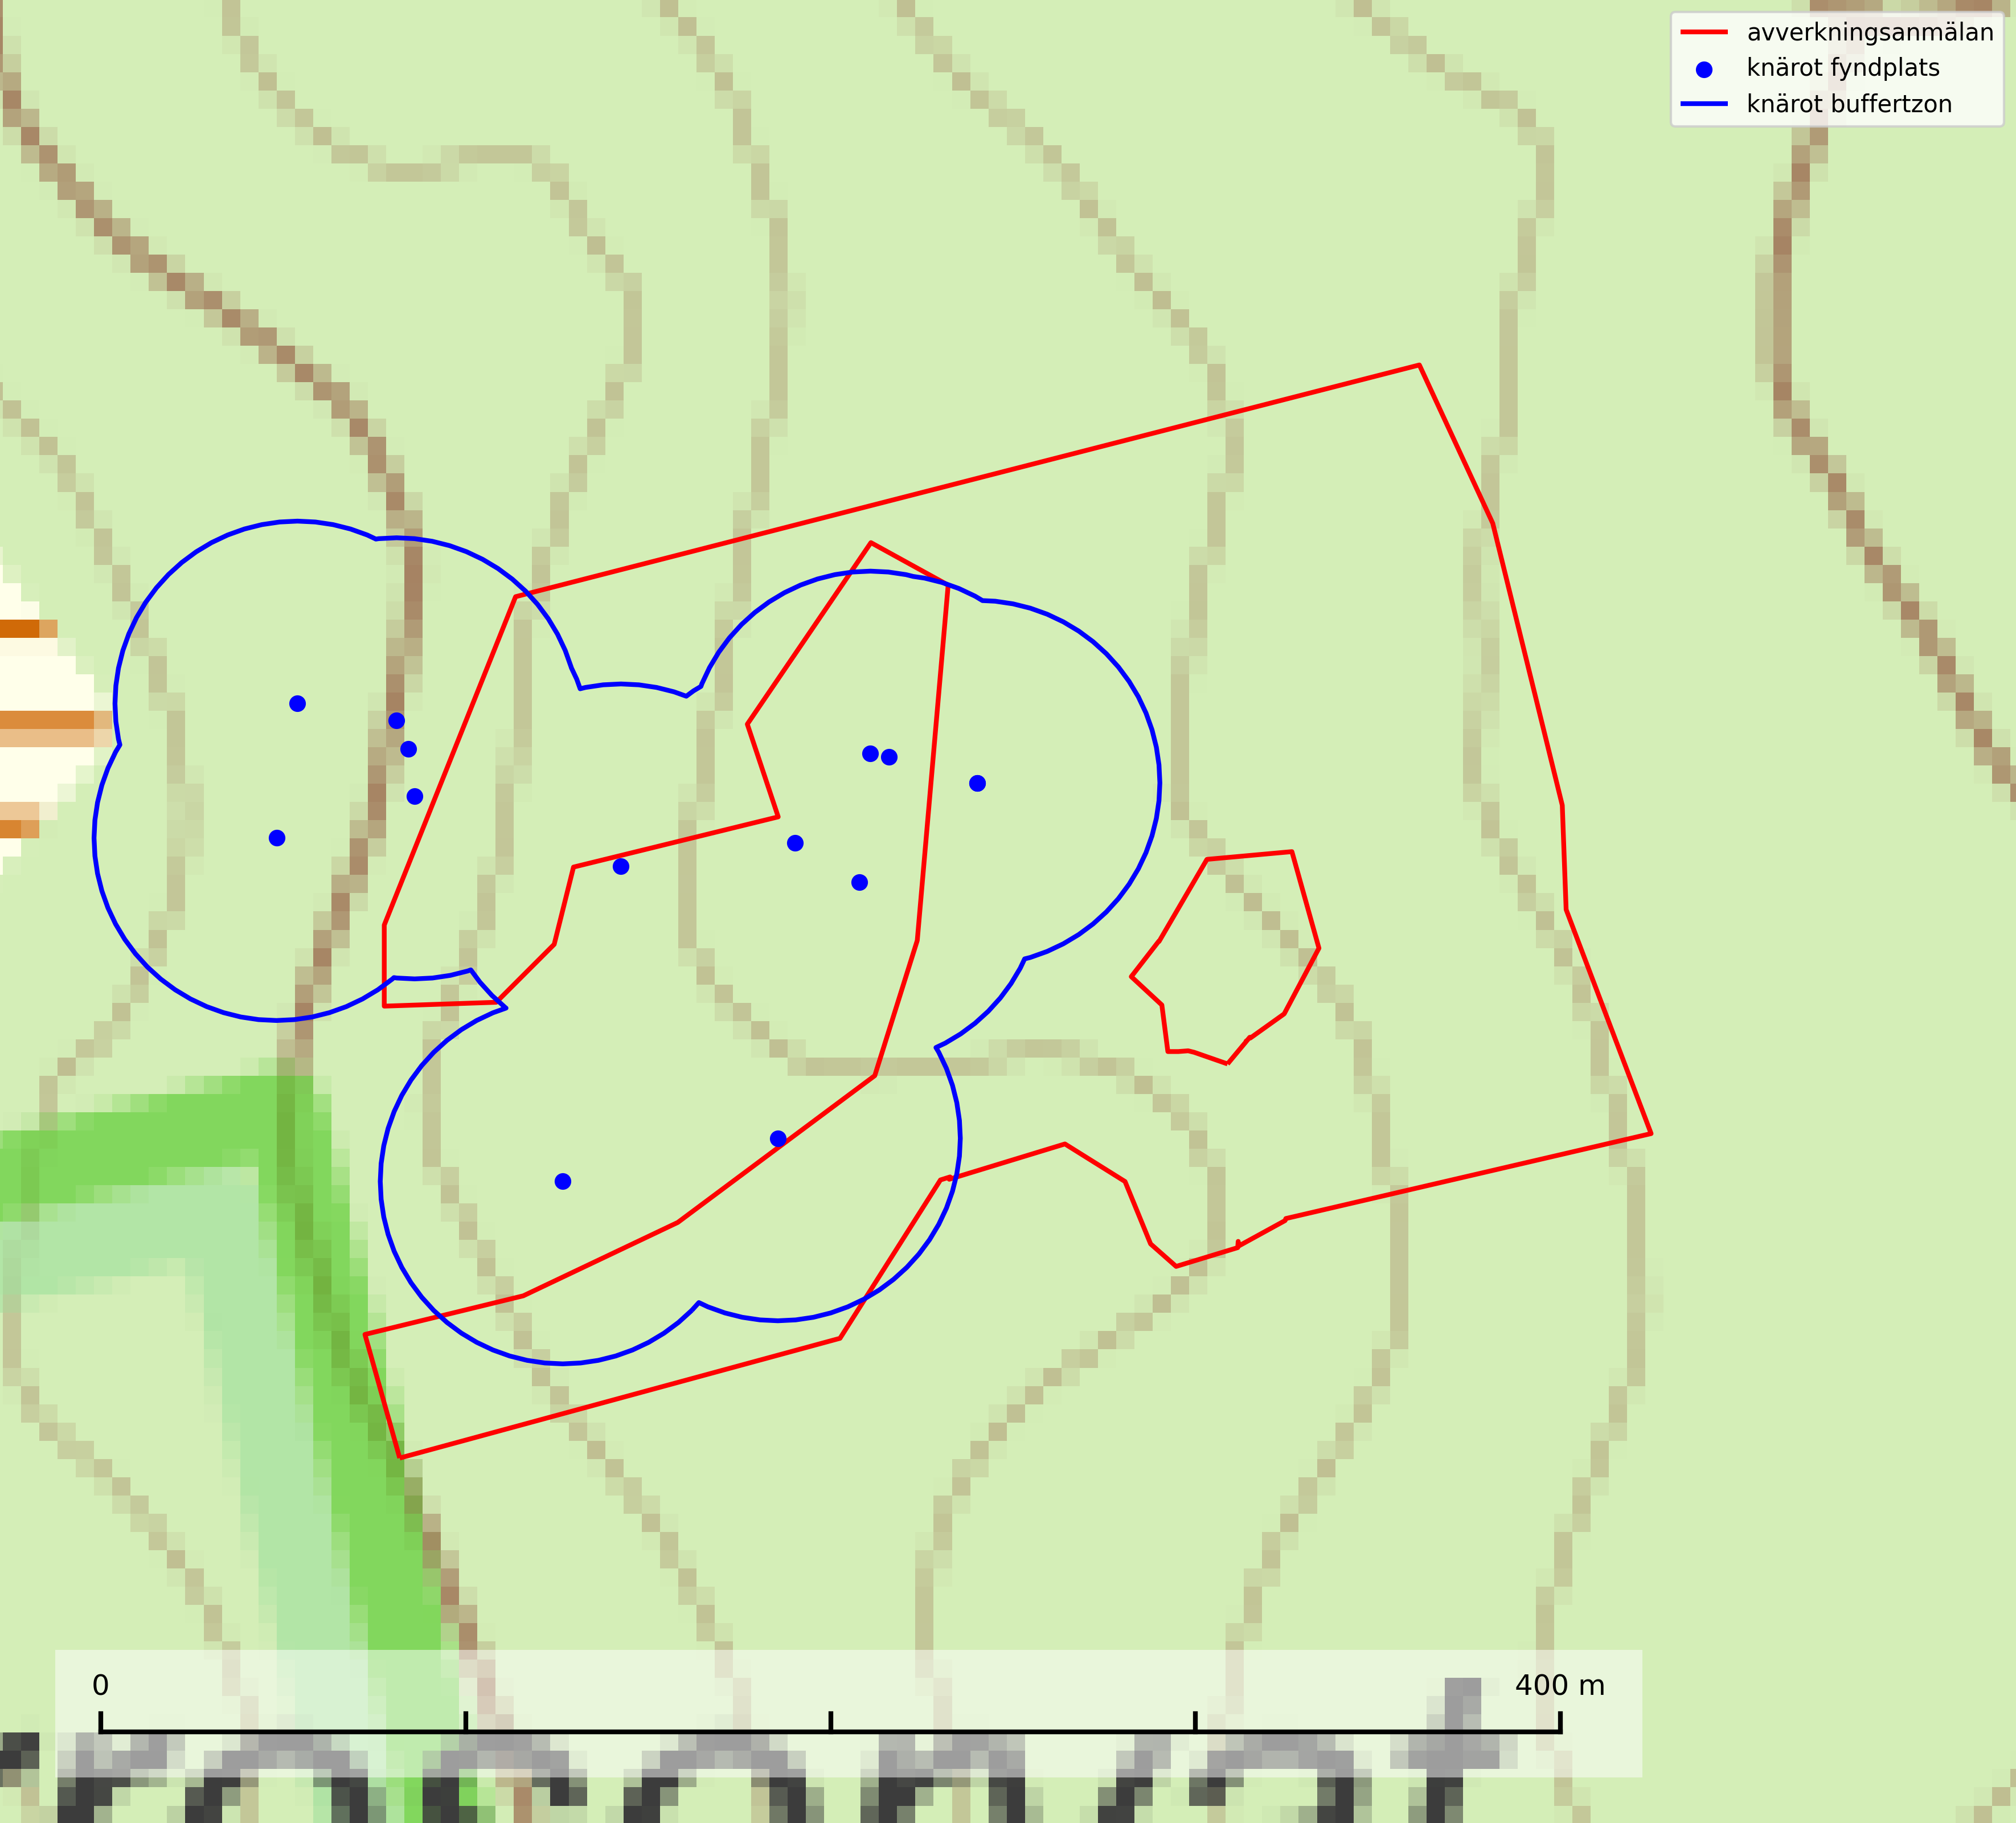 avverkningsanmälan
knärot fyndplats
knärot buffertzon
0
400 m